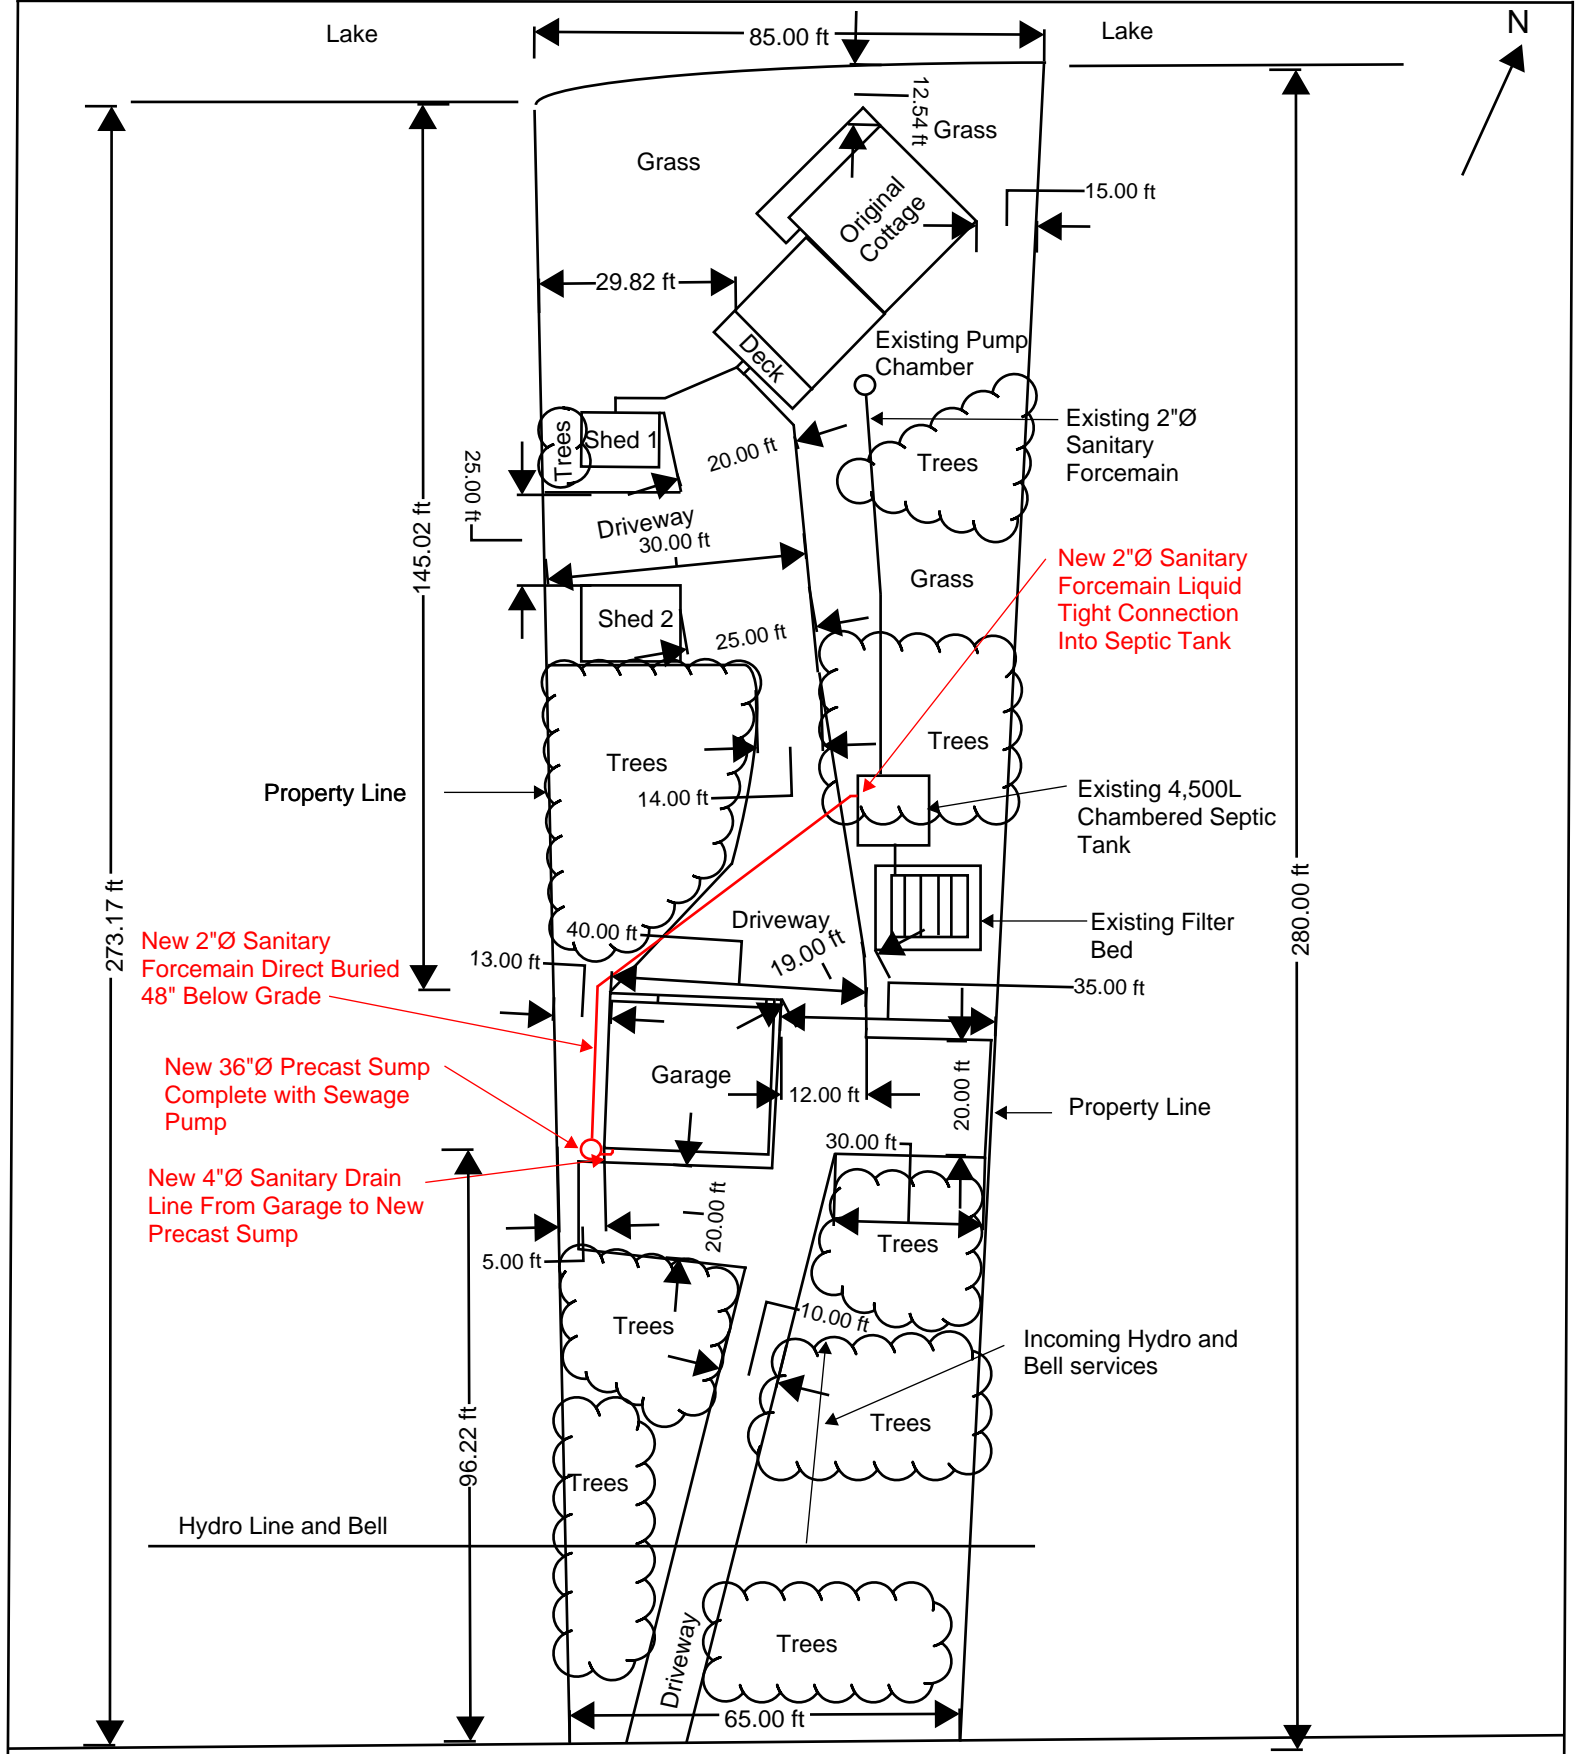 Lake
85.00 ft
Lake
N
12.54 ft
Grass
Grass
15.00 ft
Original
Cottage
29.82 ft
Deck
Existing Pump
Chamber
Existing 2"Ø
Sanitary
Forcemain
Trees
Shed 1
20.00 ft
Trees
25.00 ft
145.02 ft
Driveway
30.00 ft
New 2"Ø Sanitary
Forcemain Liquid
Tight Connection
Into Septic Tank
Grass
Shed 2
25.00 ft
Trees
Trees
Property Line
14.00 ft
Existing 4,500L
Chambered Septic
Tank
273.17 ft
280.00 ft
Driveway
40.00 ft
19.00 ft
Existing Filter
Bed
New 2"Ø Sanitary
Forcemain Direct Buried
48" Below Grade
13.00 ft
35.00 ft
New 36"Ø Precast Sump
Complete with Sewage
Pump
Garage
12.00 ft
20.00 ft
Property Line
30.00 ft
New 4"Ø Sanitary Drain
Line From Garage to New
Precast Sump
20.00 ft
Trees
5.00 ft
Trees
10.00 ft
Incoming Hydro and
Bell services
96.22 ft
Trees
Trees
Hydro Line and Bell
Driveway
Trees
65.00 ft